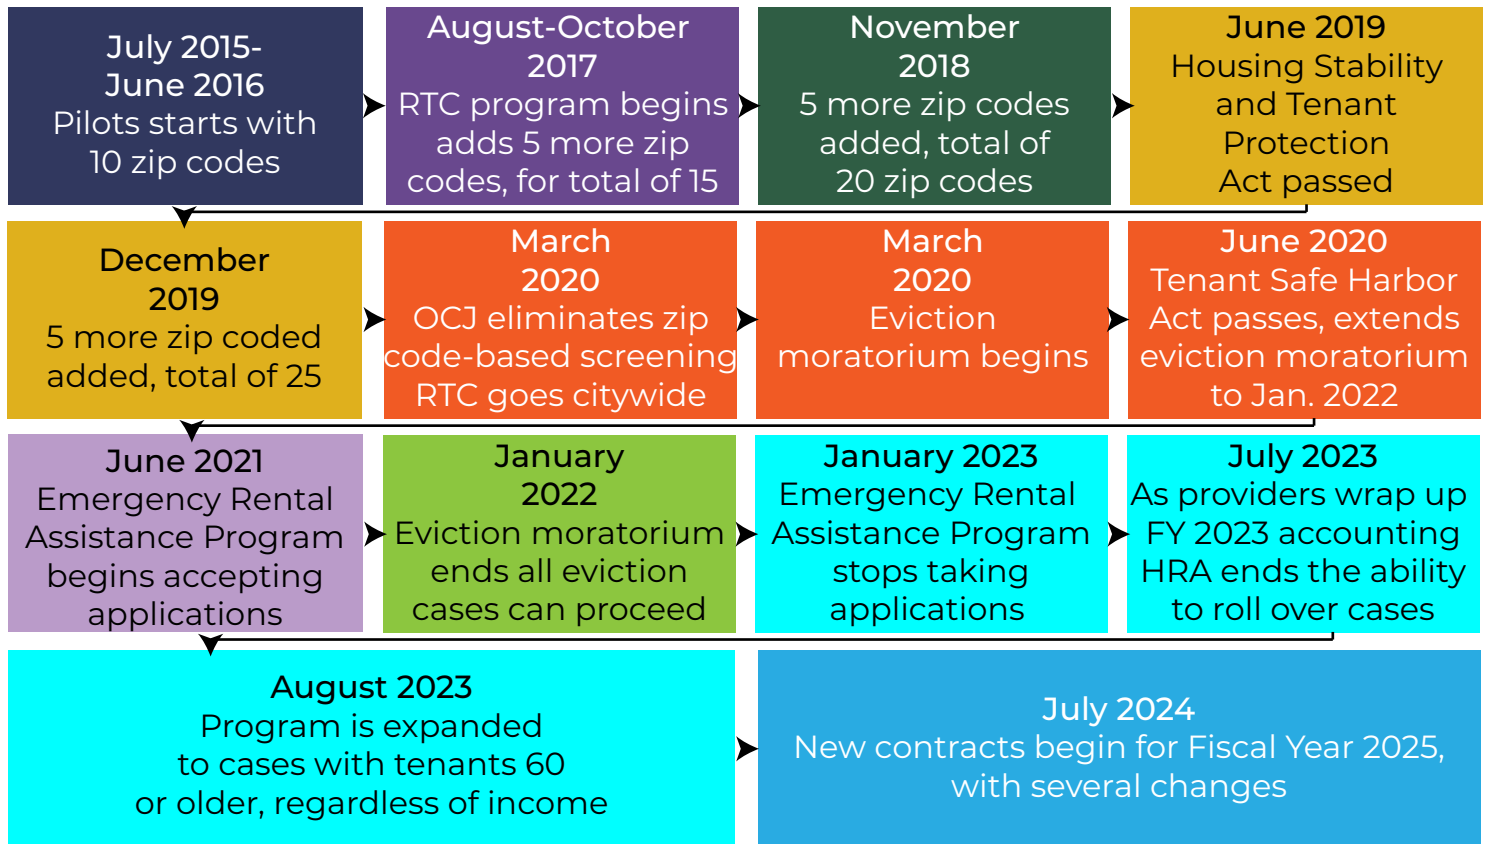 July 2015-
June 2016
Pilots starts with
10 zip codes
August-October
2017
RTC program begins
adds 5 more zip
codes, for total of 15
November
2018
5 more zip codes
added, total of
20 zip codes
June 2019
Housing Stability
and Tenant
Protection
Act passed
December
2019
5 more zip coded
added, total of 25
March
2020
OCJ eliminates zip
code-based screening
RTC goes citywide
March
2020
Eviction
moratorium begins
June 2020
Tenant Safe Harbor
Act passes, extends
eviction moratorium
to Jan. 2022
June 2021
Emergency Rental
Assistance Program
begins accepting
applications
January
2022
Eviction moratorium
ends all eviction
cases can proceed
January 2023
Emergency Rental
Assistance Program
stops taking
applications
July 2023
As providers wrap up
FY 2023 accounting
HRA ends the ability
to roll over cases
August 2023
Program is expanded
to cases with tenants 60
or older, regardless of income
July 2024
New contracts begin for Fiscal Year 2025,
with several changes